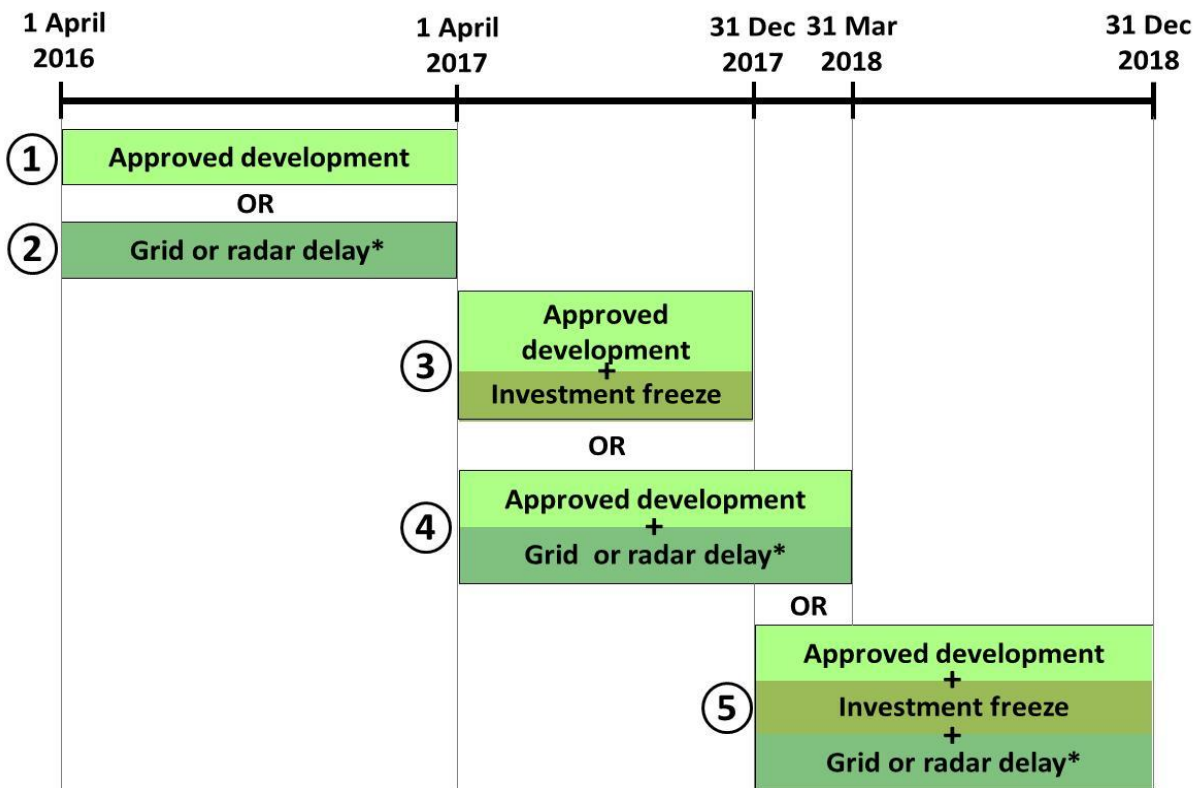 1 April 1 April 31 Dec 31 Mar 31 Dec
2016 2017 2017 2018 2018
1 Approved development
OR
2 Grid or radar delay*
Approved
development
+
3
Investment freeze
OR
Approved development
4 +
Grid or radar delay*
OR
Approved development
+
5 Investment freeze
+
Grid or radar delay*